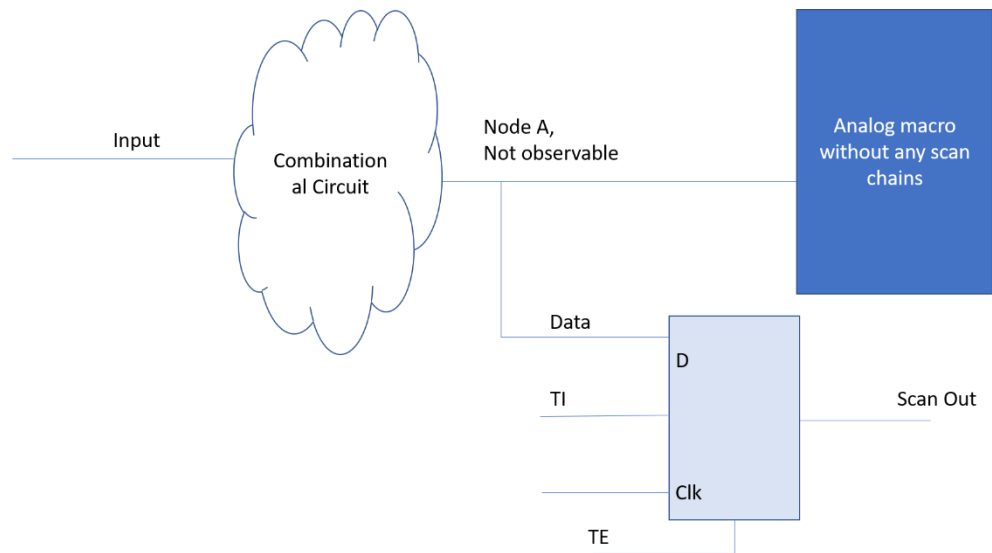 Input
Combination
al Circuit
Node A,
Not observable
Analog macro
without any scan
chains
Data
D
TI
Scan Out
Clk
TE